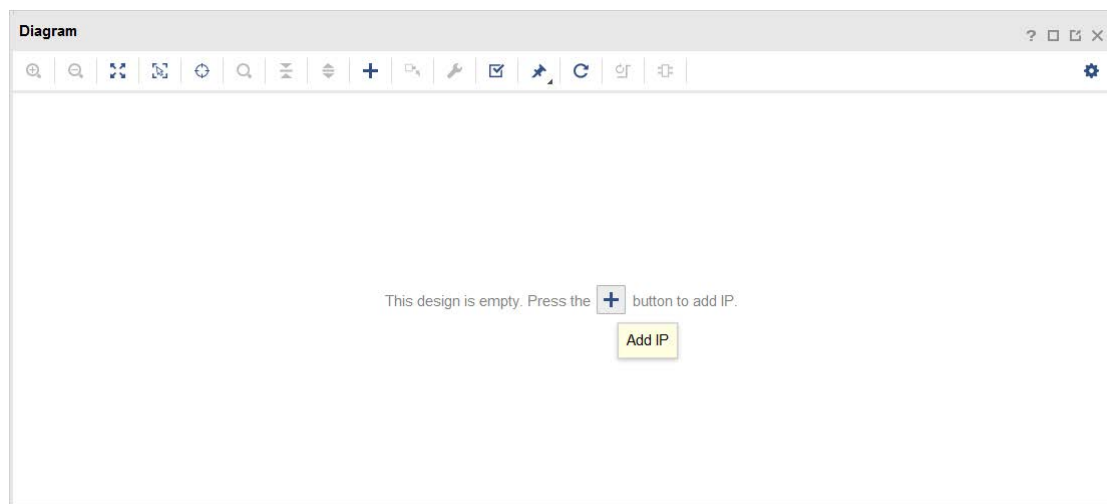 Diagram
This design is empty. Press the + button to add IP.
Add IP